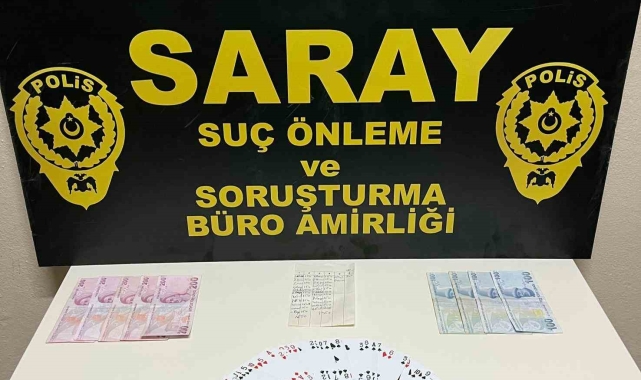 SARAY
POLİS
POLİS
SUÇ ÖNLEME
ve
SORUŞTURMA
BÜRO AMİRLİĞİ